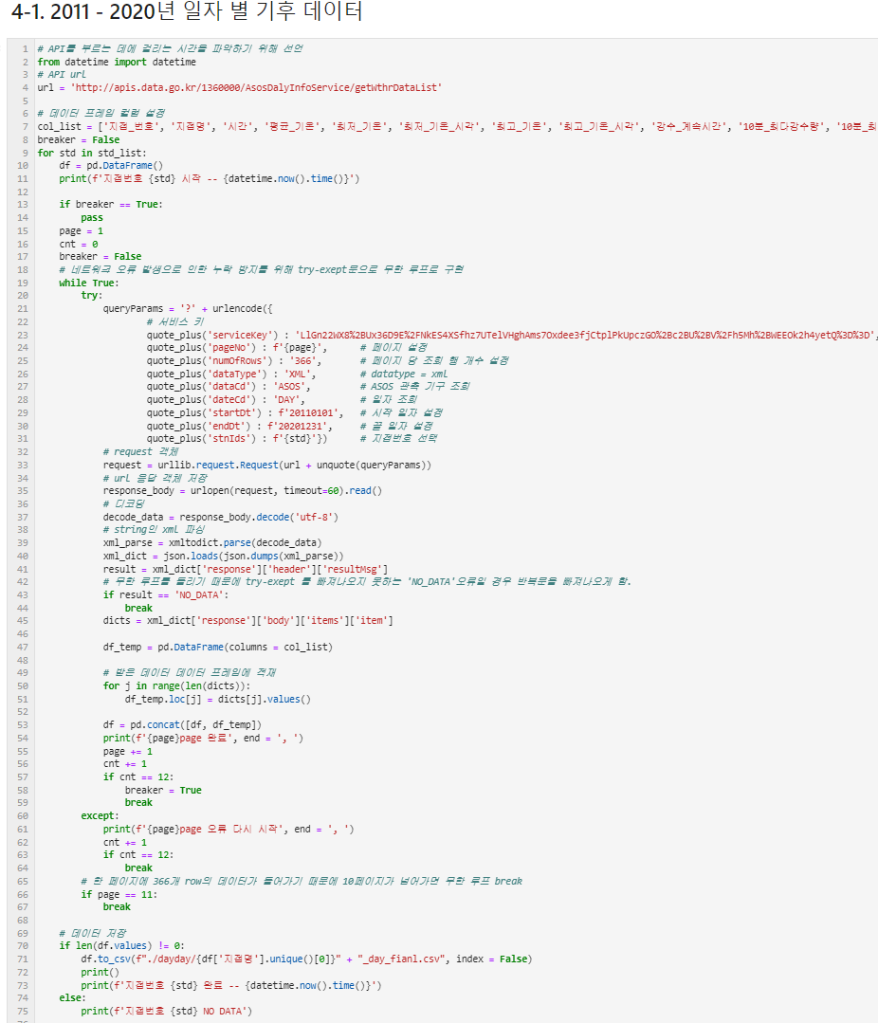 4-1. 2011 - 2020년 일자 별 기후 데이터
1 # API를 부르는 데에 걸리는 시간을 파악하기 위해 선언
2 from datetime import datetime
3 # API url
4 url = 'http://apis.data.go.kr/1360000/AsosDalyInfoService/getWthrDataList'
5
6 # 데이터 프레임 컬럼 설정
7 col_list = ['지점_번호', '지점명', '시간', '평균_기온', '최저_기온', '최저_기온_시각', '최고_기온', '최고_기온_시각', '강수_계속시간', '10분_최다강수량', '10분_최
8 breaker = False
9 for std in std_list:
10 df = pd.DataFrame()
11 print(f'지점번호 {std} 시작 -- {datetime.now().time()}')
12
13 if breaker == True:
14 pass
15 page = 1
16 cnt = 0
17 breaker = False
18 # 네트워크 오류 발생으로 인한 누락 방지를 위해 try-exept문으로 무한 루프로 구현
19 while True:
20 try:
21 queryParams = '?' + urlencode({
22 # 서비스 키
23 quote_plus('serviceKey') :
24 quote_plus('pageNo') : f'{page}', # 페이지 설정
25 quote_plus('numOfRows') : '366', # 페이지 당 조회 행 개수 설정
26 quote_plus('dataType') : 'XML', # datatype = xml
27 quote_plus('dataCd') : 'ASOS', # ASOS 관측 기구 조회
28 quote_plus('dateCd') : 'DAY', # 일자 조회
29 quote_plus('startDt') : f'20110101', # 시작 일자 설정
30 quote_plus('endDt') : f'20201231', # 끝 일자 설정
31 quote_plus('stnIds') : f'{std}'}) # 지점번호 선택
32 # request 객체
33 request = urllib.request.Request(url + unquote(queryParams))
34 # url 응답 객체 저장
35 response_body = urlopen(request, timeout=60).read()
36 # 디코딩
37 decode_data = response_body.decode('utf-8')
38 # string인 xml 파싱
39 xml_parse = xmltodict.parse(decode_data)
40 xml_dict = json.loads(json.dumps(xml_parse))
41 result = xml_dict['response']['header']['resultMsg']
42 # 무한 루프를 돌리기 때문에 try-exept 를 빠져나오지 못하는 'NO_DATA'오류일 경우 반복문을 빠져나오게 함.
43 if result == 'NO_DATA':
44 break
45 dicts = xml_dict['response']['body']['items']['item']
46
47 df_temp = pd.DataFrame(columns = col_list)
48
49 # 받은 데이터 데이터 프레임에 적재
50 for j in range(len(dicts)):
51 df_temp.loc[j] = dicts[j].values()
52
53 df = pd.concat([df, df_temp])
54 print(f'{page}page 완료', end = ', ')
55 page += 1
56 cnt += 1
57 if cnt == 12:
58 breaker = True
59 break
60 except:
61 print(f'{page}page 오류 다시 시작', end = ', ')
62 cnt += 1
63 if cnt == 12:
64 break
65 # 한 페이지에 366개 row의 데이터가 들어가기 때문에 10페이지가 넘어가면 무한 루프 break
66 if page == 11:
67 break
68
69 # 데이터 저장
70 if len(df.values) != 0:
71 df.to_csv(f"./dayday/{df['지점명'].unique()[0]}" + "_day_fianl.csv", index = False)
72 print()
73 print(f'지점번호 {std} 완료 -- {datetime.now().time()}')
74 else:
75 print(f'지점번호 {std} NO DATA')